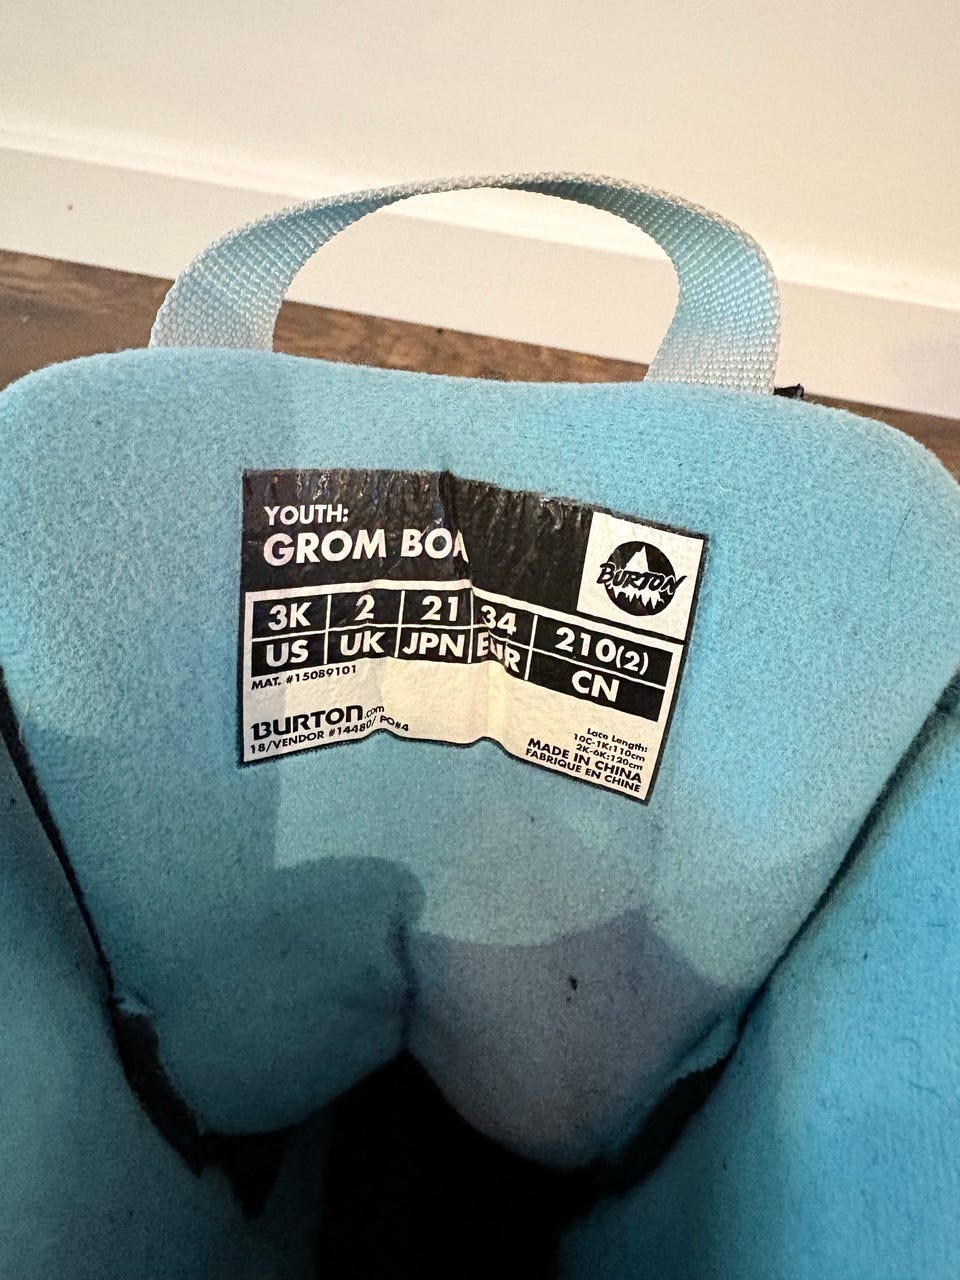 YOUTH:
GROM BOA
BURTON
3K 2 21 34 210(2)
US UK JPN EUR CN
MAT. #15089101
BURTON.com
18/VENDOR #14480/ PO#4
Lace Length:
10C-1K:110cm
2K-6K:120cm
MADE IN CHINA
FABRIQUE EN CHINE